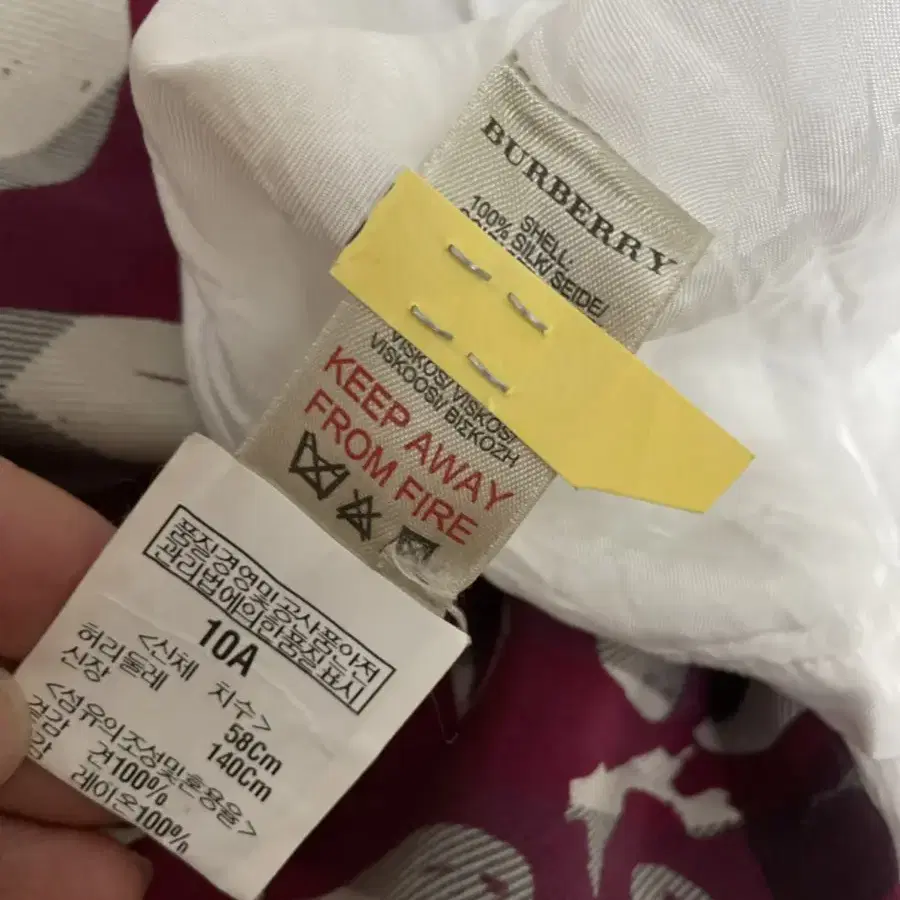 BURBERRY
SHELL
100% SILK/ SEIDE/
VISKOSI/ VISKOSI/
VISKOOSI/ ΒΙΣΚΟΖΗ
KEEP AWAY
FROM FIRE
품질경영및공산품안전
관리법에의한품질표시
10A
<신체 치수>
허리둘레 58Cm
신장 140Cm
<섬유의조성및혼용율>
겉감 견100%
감 레이온100%